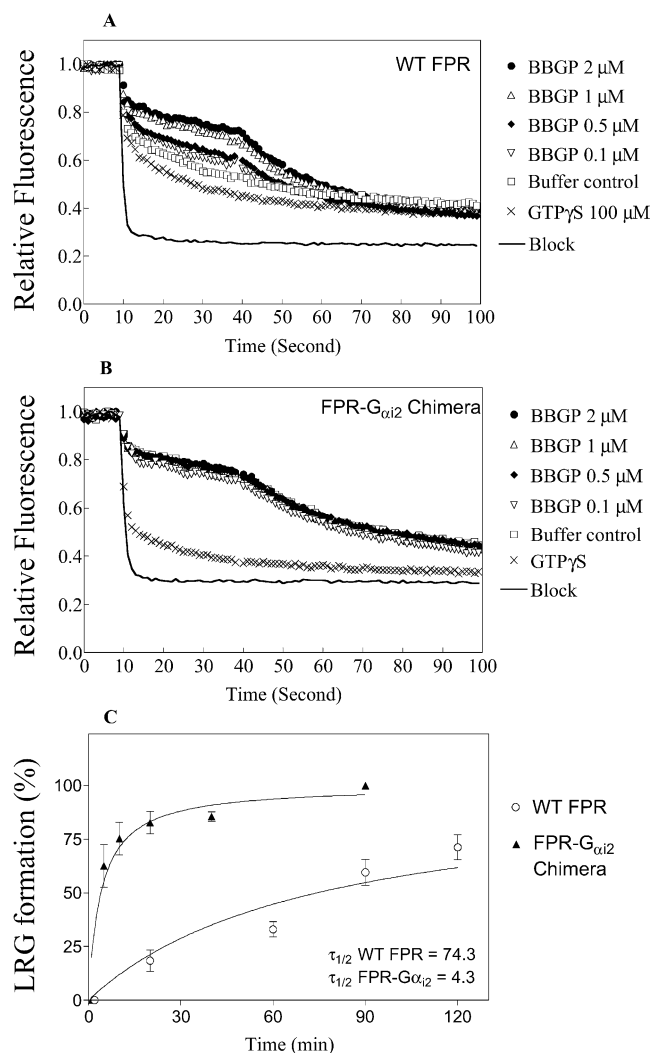 A
WT FPR
Relative Fluorescence
1.0
0.8
0.6
0.4
0.2
0.0
0 10 20 30 40 50 60 70 80 90 100
Time (Second)
BBGP 2 μM
BBGP 1 μM
BBGP 0.5 μM
BBGP 0.1 μM
Buffer control
GTPγS 100 μM
Block
B
FPR-Gαi2 Chimera
Relative Fluorescence
1.0
0.8
0.6
0.4
0.2
0.0
0 10 20 30 40 50 60 70 80 90 100
Time (Second)
BBGP 2 μM
BBGP 1 μM
BBGP 0.5 μM
BBGP 0.1 μM
Buffer control
GTPγS
Block
C
LRG formation (%)
100
75
50
25
0
0 30 60 90 120
Time (min)
τ1/2 WT FPR = 74.3
τ1/2 FPR-Gαi2 = 4.3
WT FPR
FPR-Gαi2
Chimera